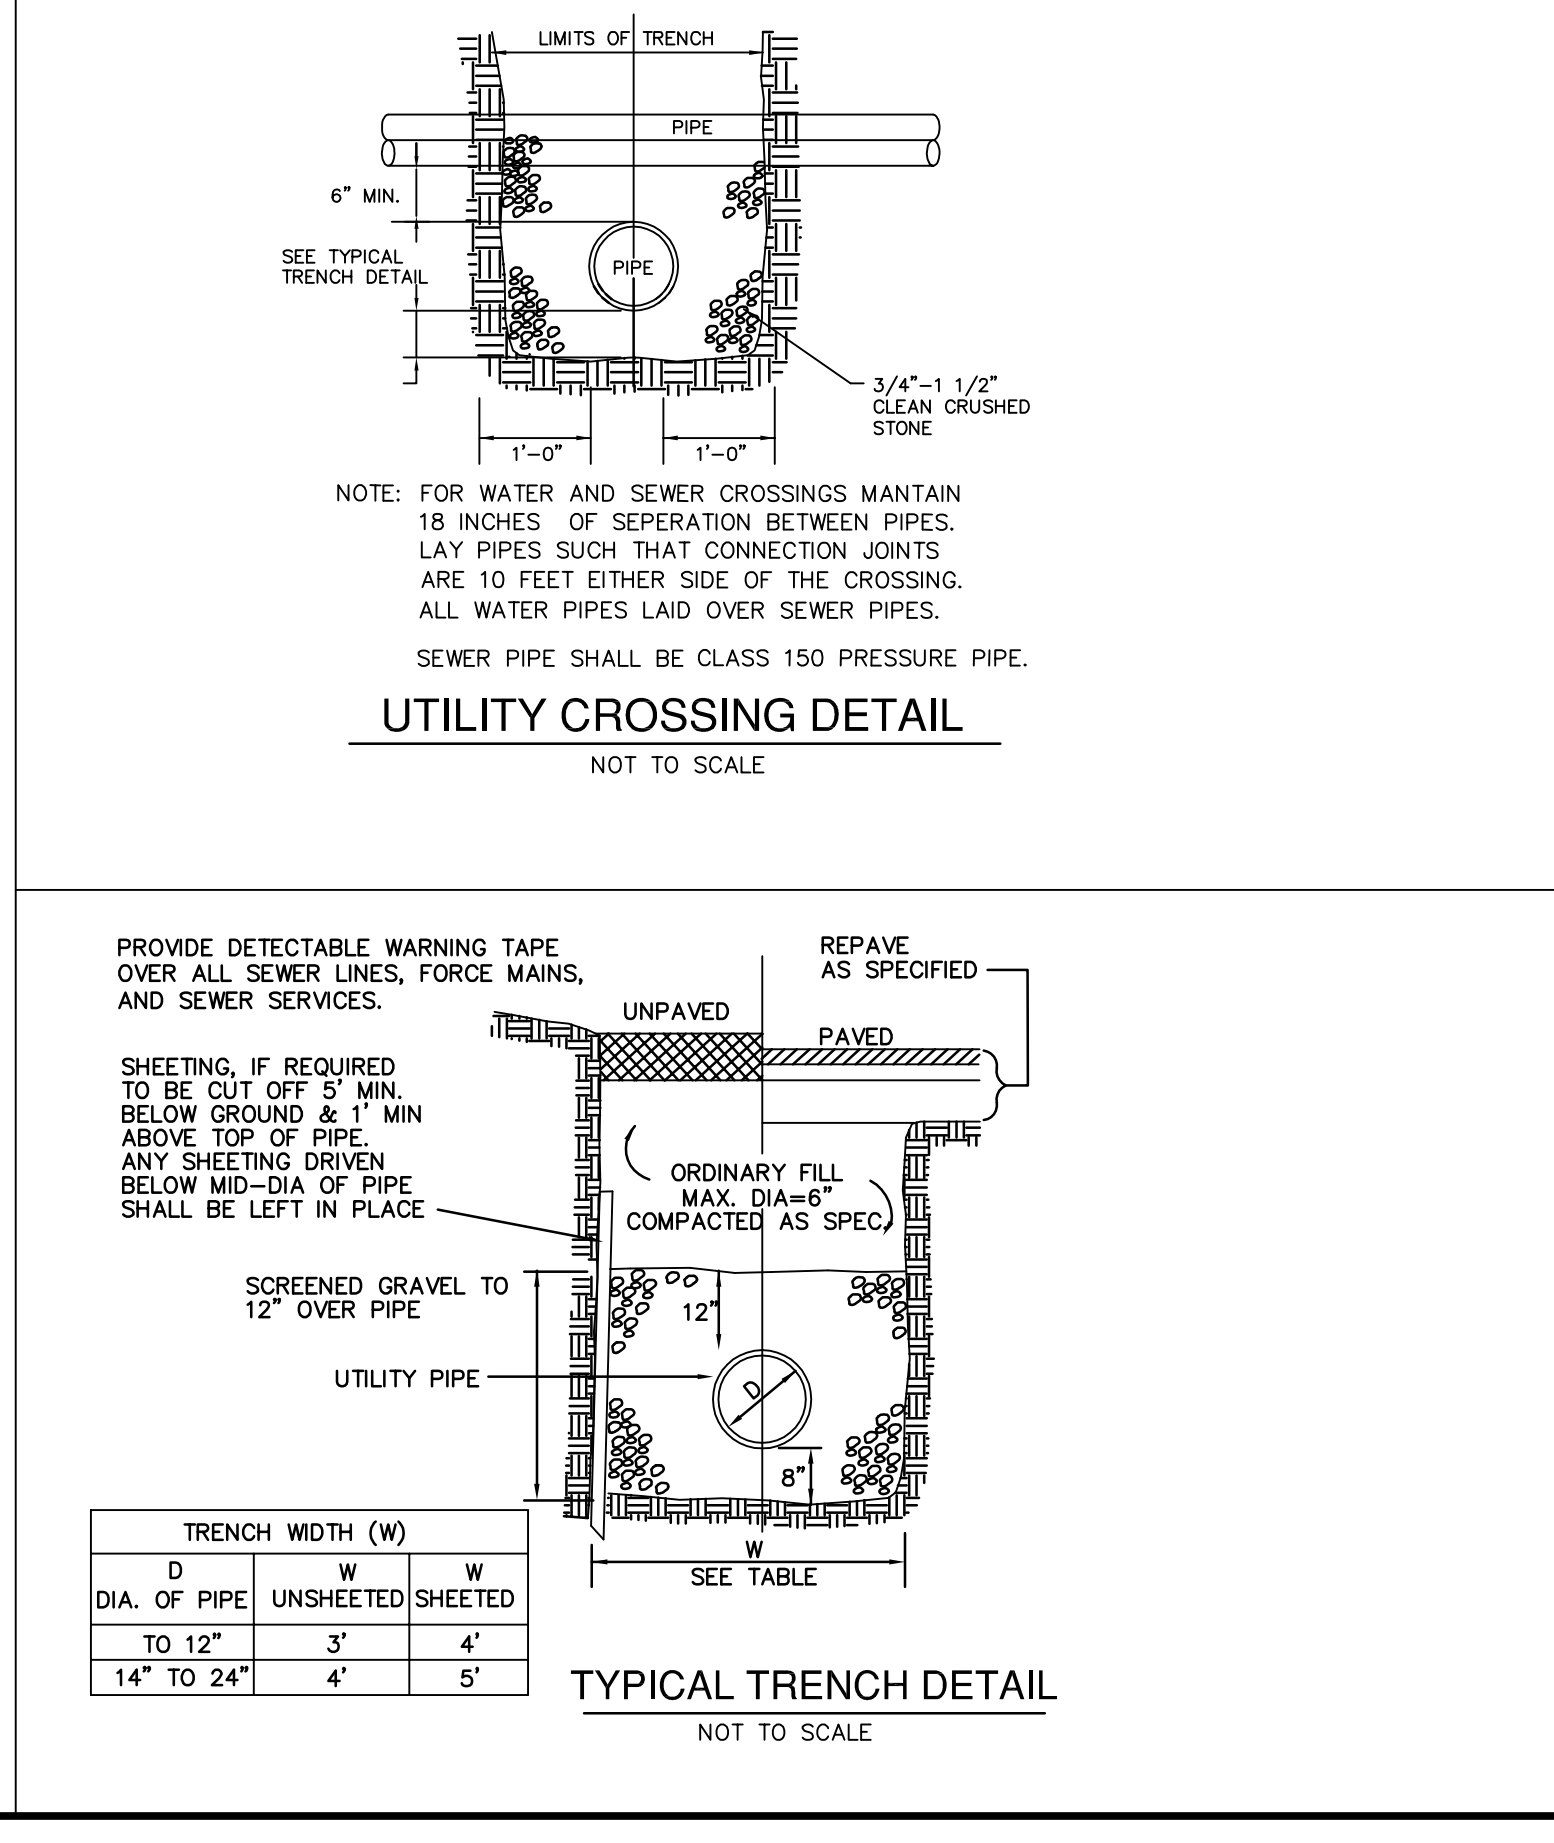 LIMITS OF TRENCH
PIPE
6" MIN.
SEE TYPICAL
TRENCH DETAIL
PIPE
3/4"-1 1/2"
CLEAN CRUSHED
STONE
1'-0"
1'-0"
NOTE: FOR WATER AND SEWER CROSSINGS MANTAIN
18 INCHES OF SEPERATION BETWEEN PIPES.
LAY PIPES SUCH THAT CONNECTION JOINTS
ARE 10 FEET EITHER SIDE OF THE CROSSING.
ALL WATER PIPES LAID OVER SEWER PIPES.
SEWER PIPE SHALL BE CLASS 150 PRESSURE PIPE.
UTILITY CROSSING DETAIL
NOT TO SCALE
PROVIDE DETECTABLE WARNING TAPE
OVER ALL SEWER LINES, FORCE MAINS,
AND SEWER SERVICES.
REPAVE
AS SPECIFIED
UNPAVED
PAVED
SHEETING, IF REQUIRED
TO BE CUT OFF 5' MIN.
BELOW GROUND & 1' MIN
ABOVE TOP OF PIPE.
ANY SHEETING DRIVEN
BELOW MID-DIA OF PIPE
SHALL BE LEFT IN PLACE
ORDINARY FILL
MAX. DIA=6"
COMPACTED AS SPEC.
SCREENED GRAVEL TO
12" OVER PIPE
12"
UTILITY PIPE
D
8"
W
SEE TABLE
TRENCH WIDTH (W)
D W W
DIA. OF PIPE UNSHEETED SHEETED
TO 12" 3' 4'
14" TO 24" 4' 5'
TYPICAL TRENCH DETAIL
NOT TO SCALE